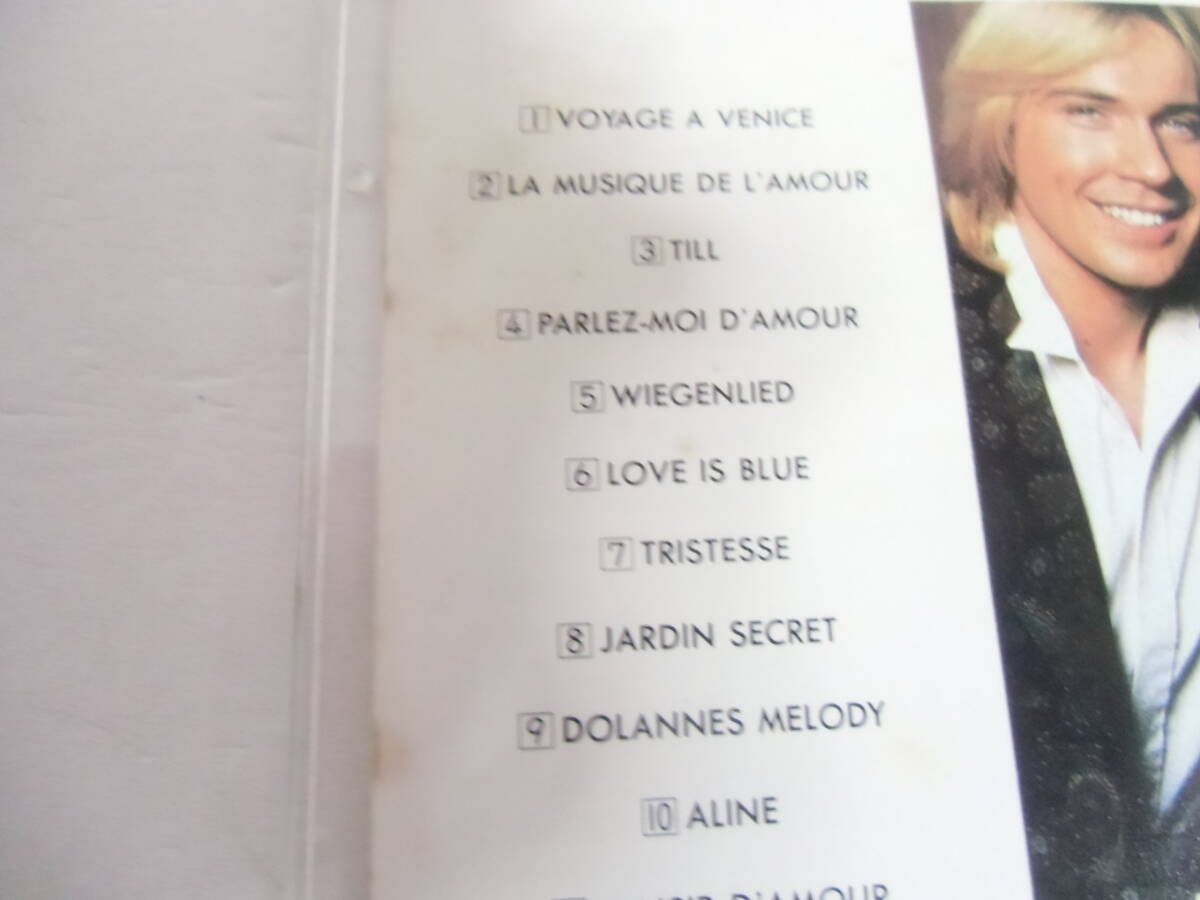 1 VOYAGE A VENICE
2 LA MUSIQUE DE L'AMOUR
3 TILL
4 PARLEZ-MOI D'AMOUR
5 WIEGENLIED
6 LOVE IS BLUE
7 TRISTESSE
8 JARDIN SECRET
9 DOLANNES MELODY
10 ALINE
D'AMOUR